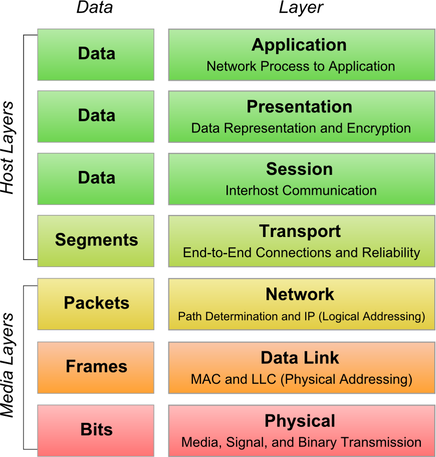 Data Layer
Host Layers
Data Application
Network Process to Application
Data Presentation
Data Representation and Encryption
Data Session
Interhost Communication
Segments Transport
End-to-End Connections and Reliability
Media Layers
Packets Network
Path Determination and IP (Logical Addressing)
Frames Data Link
MAC and LLC (Physical Addressing)
Bits Physical
Media, Signal, and Binary Transmission